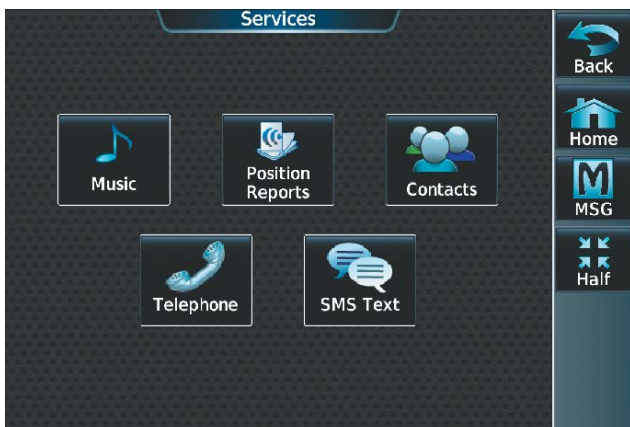 Services
Music
Position
Reports
Contacts
Telephone
SMS Text
Back
Home
M
MSG
Half